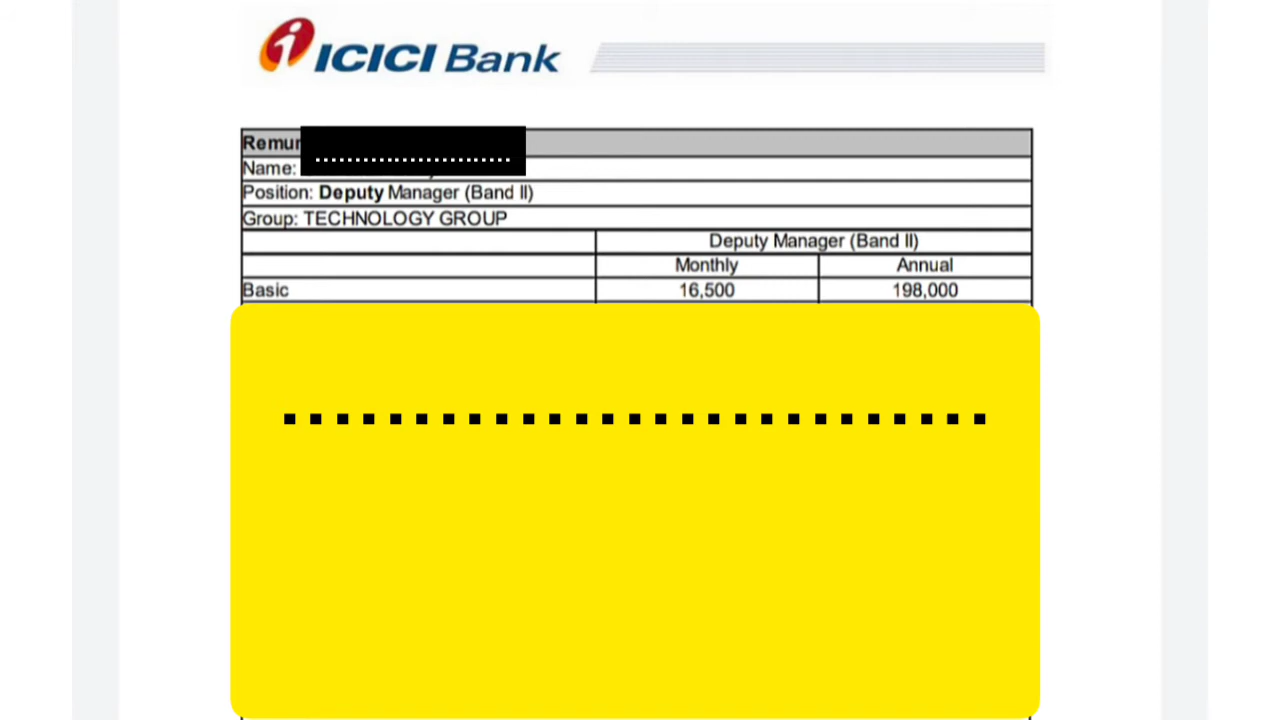 ICICI Bank
Name:
Position: Deputy Manager (Band II)
Group: TECHNOLOGY GROUP
Deputy Manager (Band II)
Monthly Annual
Basic 16,500 198,000